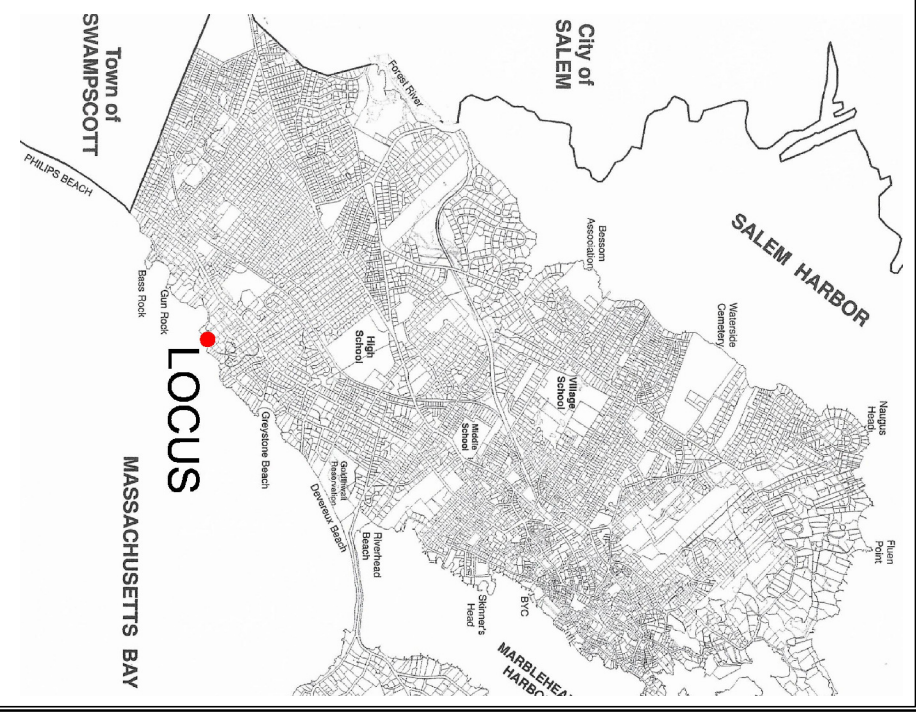 City of
SALEM
Town of
SWAMPSCOTT
Forest River
PHILIPS BEACH
SALEM HARBOR
Bessom
Association
Waterside
Cemetery
Bass Rock
Gun Rock
High
School
Village
School
Middle
School
Naugus
Head
LOCUS
Greystone Beach
Goldthwait
Reservation
Devereux Beach
Riverhead
Beach
MASSACHUSETTS BAY
Fluen
Point
Skinner's
Head
BYC
MARBLEHEA
HARBO